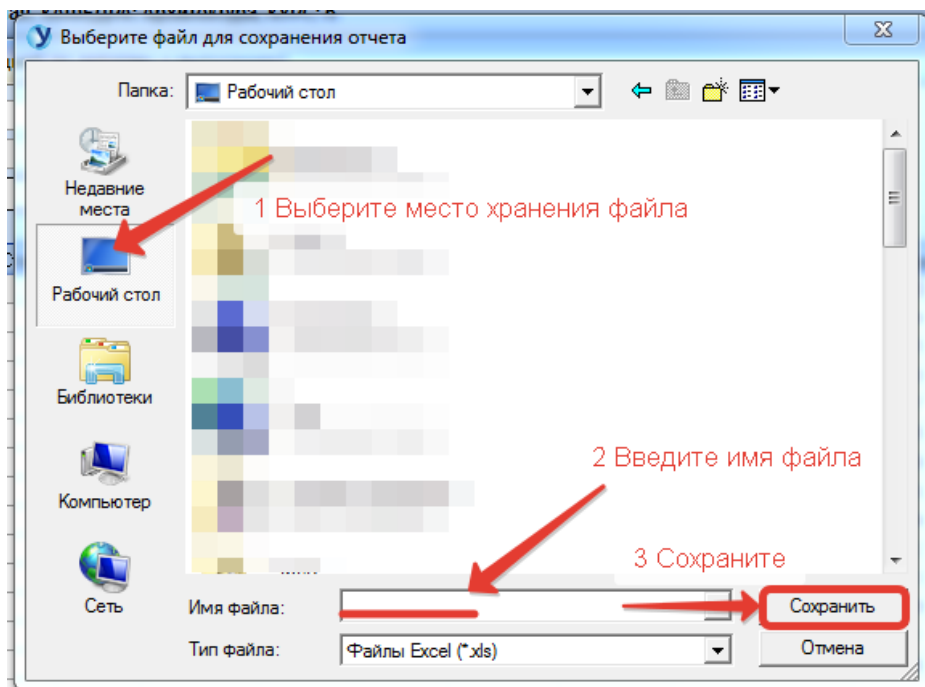 Выберите файл для сохранения отчета
Папка:
Рабочий стол
Недавние
места
1 Выберите место хранения файла
Рабочий стол
Библиотеки
2 Введите имя файла
Компьютер
3 Сохраните
Сеть
Имя файла:
Сохранить
Тип файла:
Файлы Excel (*.xls)
Отмена